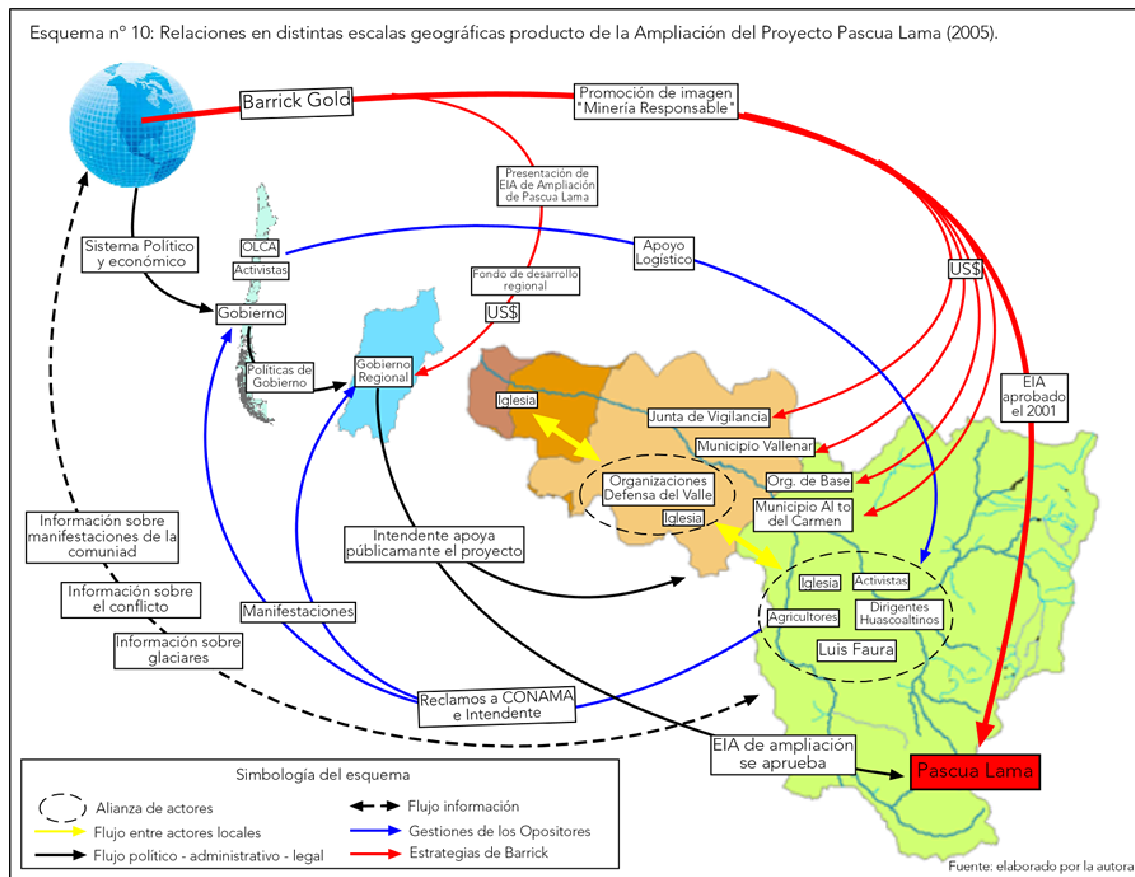 Esquema n° 10: Relaciones en distintas escalas geográficas producto de la Ampliación del Proyecto Pascua Lama (2005).
Barrick Gold
Promoción de imagen
"Minería Responsable"
Presentación de
EIA de Ampliación
de Pascua Lama
Sistema Político
y económico
OLCA
Activistas
Apoyo
Logístico
Fondo de desarrollo
regional
US$
US$
Gobierno
Políticas de
Gobierno
Gobierno
Regional
EIA
aprobado
el 2001
Iglesia
Junta de Vigilancia
Municipio Vallenar
Organizaciones
Defensa del Valle
Iglesia
Org. de Base
Municipio Alto
del Carmen
Información sobre
manifestaciones de la
comuniad
Intendente apoya
públicamante el proyecto
Información sobre
el conflicto
Manifestaciones
Información sobre
glaciares
Iglesia
Activistas
Agricultores
Dirigentes
Huascoaltinos
Luis Faura
Reclamos a CONAMA
e Intendente
EIA de ampliación
se aprueba
Pascua Lama
Simbología del esquema
Alianza de actores
Flujo entre actores locales
Flujo político - administrativo - legal
Flujo información
Gestiones de los Opositores
Estrategias de Barrick
Fuente: elaborado por la autora